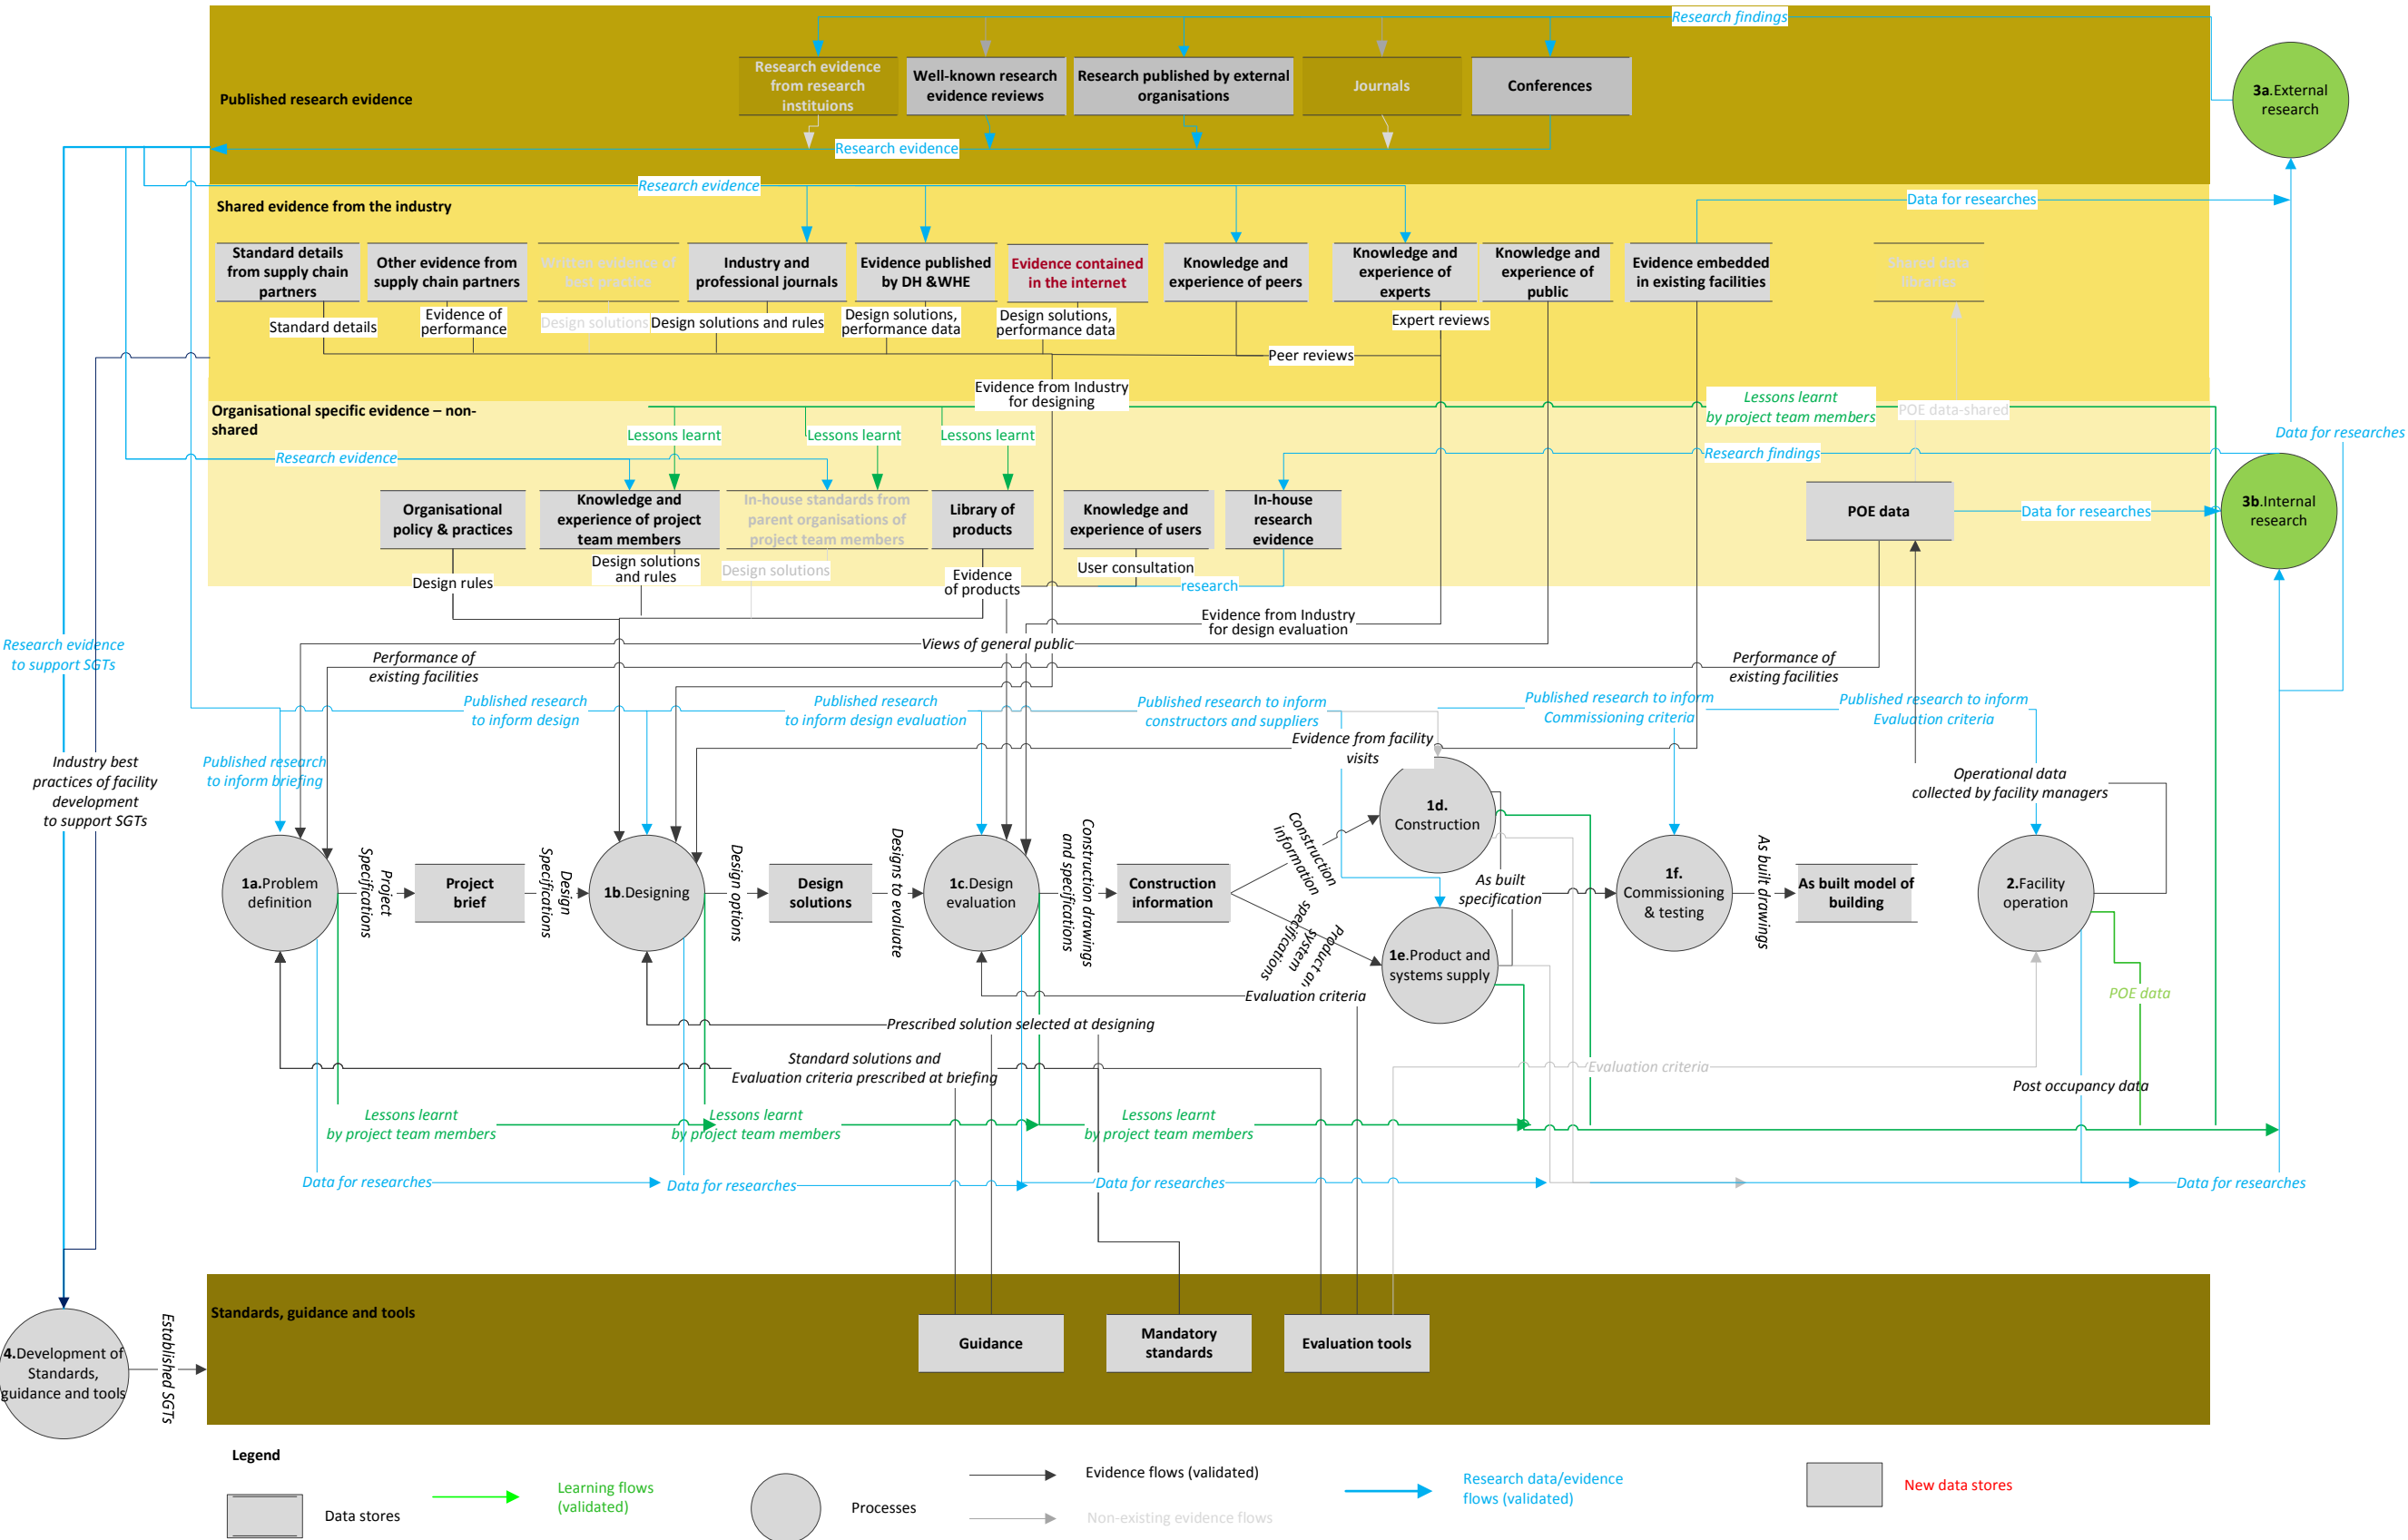 Research findings
Research evidence
from research
instituions
Well-known research
evidence reviews
Research published by external
organisations
Journals
Conferences
Published research evidence
3a.External
research
Research evidence
Research evidence
Shared evidence from the industry
Data for researches
Standard details
from supply chain
partners
Other evidence from
supply chain partners
Written evidence of
best practice
Industry and
professional journals
Evidence published
by DH &WHE
Evidence contained
in the internet
Knowledge and
experience of peers
Knowledge and
experience of
experts
Knowledge and
experience of
public
Evidence embedded
in existing facilities
Shared data
libraries
Standard details
Evidence of
performance
Design solutions
Design solutions and rules
Design solutions,
performance data
Design solutions,
performance data
Expert reviews
Peer reviews
Evidence from Industry
for designing
Lessons learnt
by project team members
POE data-shared
Organisational specific evidence – non-
shared
Lessons learnt
Lessons learnt
Lessons learnt
Data for researches
Research evidence
Research findings
Organisational
policy & practices
Knowledge and
experience of project
team members
In-house standards from
parent organisations of
project team members
Library of
products
Knowledge and
experience of users
In-house
research
evidence
POE data
Data for researches
3b.Internal
research
Design rules
Design solutions
and rules
Design solutions
Evidence
of products
User consultation
research
Evidence from Industry
for design evaluation
Views of general public
Research evidence
to support SGTs
Performance of
existing facilities
Performance of
existing facilities
Published research
to inform design
Published research
to inform design evaluation
Published research to inform
constructors and suppliers
Published research to inform
Commissioning criteria
Published research to inform
Evaluation criteria
Evidence from facility
visits
Industry best
practices of facility
development
to support SGTs
Published research
to inform briefing
Operational data
collected by facility managers
1a.Problem
definition
Project
Specifications
Project
brief
Design
Specifications
1b.Designing
Design options
Design
solutions
Designs to evaluate
1c.Design
evaluation
Construction drawings
and specifications
Construction
information
Construction
information
Product an
system
specifications
1d.
Construction
1e.Product and
systems supply
As built
specification
1f.
Commissioning
& testing
As built drawings
As built model of
building
2.Facility
operation
POE data
Evaluation criteria
Prescribed solution selected at designing
Standard solutions and
Evaluation criteria prescribed at briefing
Evaluation criteria
Post occupancy data
Lessons learnt
by project team members
Lessons learnt
by project team members
Lessons learnt
by project team members
Data for researches
Data for researches
Data for researches
Data for researches
Standards, guidance and tools
4.Development of
Standards,
guidance and tools
Established SGTs
Guidance
Mandatory
standards
Evaluation tools
Legend
Data stores
Learning flows
(validated)
Processes
Evidence flows (validated)
Non-existing evidence flows
Research data/evidence
flows (validated)
New data stores